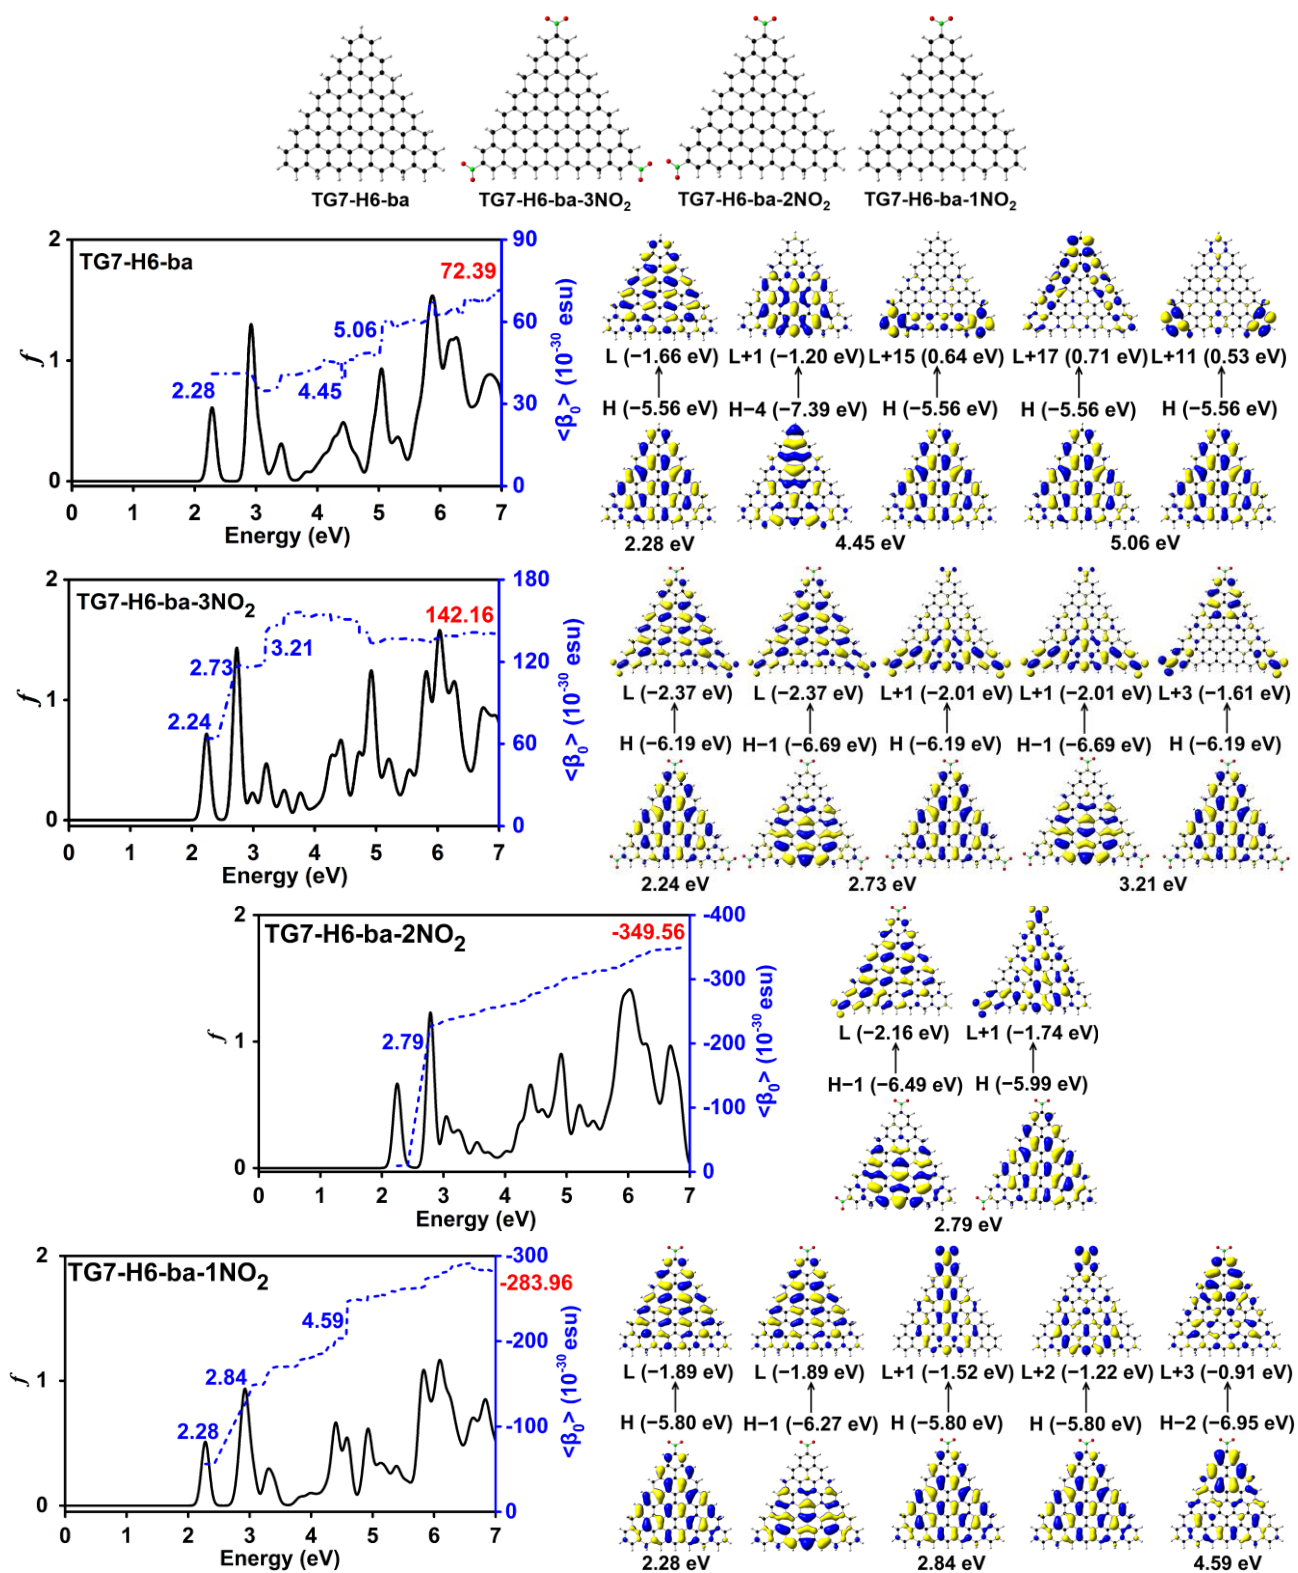 TG7-H6-ba TG7-H6-ba-3NO₂ TG7-H6-ba-2NO₂ TG7-H6-ba-1NO₂
TG7-H6-ba
2
1
0
f
0 1 2 3 4 5 6 7
Energy (eV)
90
60
30
0
<β₀> (10⁻³⁰ esu)
2.28
4.45
5.06
72.39
L (−1.66 eV) L+1 (−1.20 eV) L+15 (0.64 eV) L+17 (0.71 eV) L+11 (0.53 eV)
H (−5.56 eV) H−4 (−7.39 eV) H (−5.56 eV) H (−5.56 eV) H (−5.56 eV)
2.28 eV 4.45 eV 5.06 eV
TG7-H6-ba-3NO₂
2
1
0
f
0 1 2 3 4 5 6 7
Energy (eV)
180
120
60
0
<β₀> (10⁻³⁰ esu)
2.24
2.73
3.21
142.16
L (−2.37 eV) L (−2.37 eV) L+1 (−2.01 eV) L+1 (−2.01 eV) L+3 (−1.61 eV)
H (−6.19 eV) H−1 (−6.69 eV) H (−6.19 eV) H−1 (−6.69 eV) H (−6.19 eV)
2.24 eV 2.73 eV 3.21 eV
TG7-H6-ba-2NO₂
2
1
0
f
0 1 2 3 4 5 6 7
Energy (eV)
-400
-300
-200
-100
0
<β₀> (10⁻³⁰ esu)
2.79
-349.56
L (−2.16 eV) L+1 (−1.74 eV)
H−1 (−6.49 eV) H (−5.99 eV)
2.79 eV
TG7-H6-ba-1NO₂
2
1
0
f
0 1 2 3 4 5 6 7
Energy (eV)
-300
-200
-100
0
<β₀> (10⁻³⁰ esu)
2.28
2.84
4.59
-283.96
L (−1.89 eV) L (−1.89 eV) L+1 (−1.52 eV) L+2 (−1.22 eV) L+3 (−0.91 eV)
H (−5.80 eV) H−1 (−6.27 eV) H (−5.80 eV) H (−5.80 eV) H−2 (−6.95 eV)
2.28 eV 2.84 eV 4.59 eV